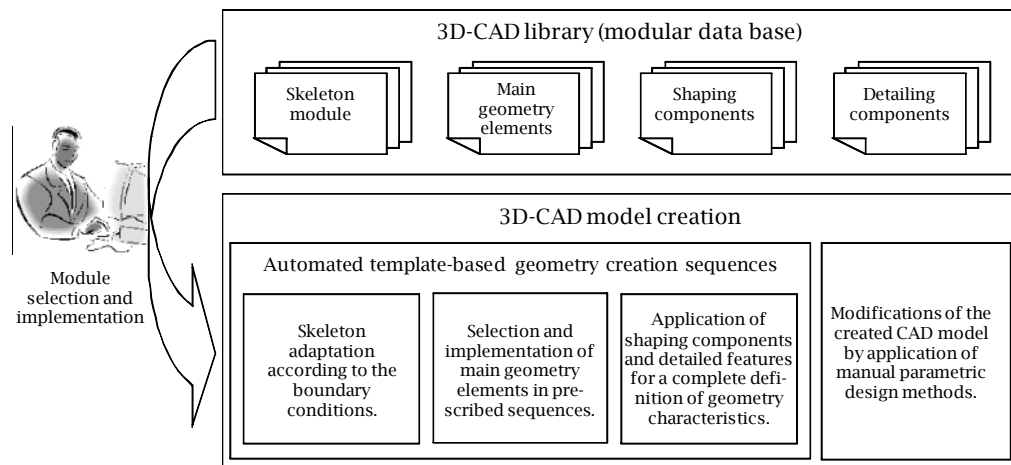 3D-CAD library (modular data base)
Skeleton
module
Main
geometry
elements
Shaping
components
Detailing
components
Module
selection and
implementation
3D-CAD model creation
Automated template-based geometry creation sequences
Skeleton
adaptation
according to the
boundary
conditions.
Selection and
implementation of
main geometry
elements in pre-
scribed sequences.
Application of
shaping components
and detailed features
for a complete defi-
nition of geometry
characteristics.
Modifications of the
created CAD model
by application of
manual parametric
design methods.